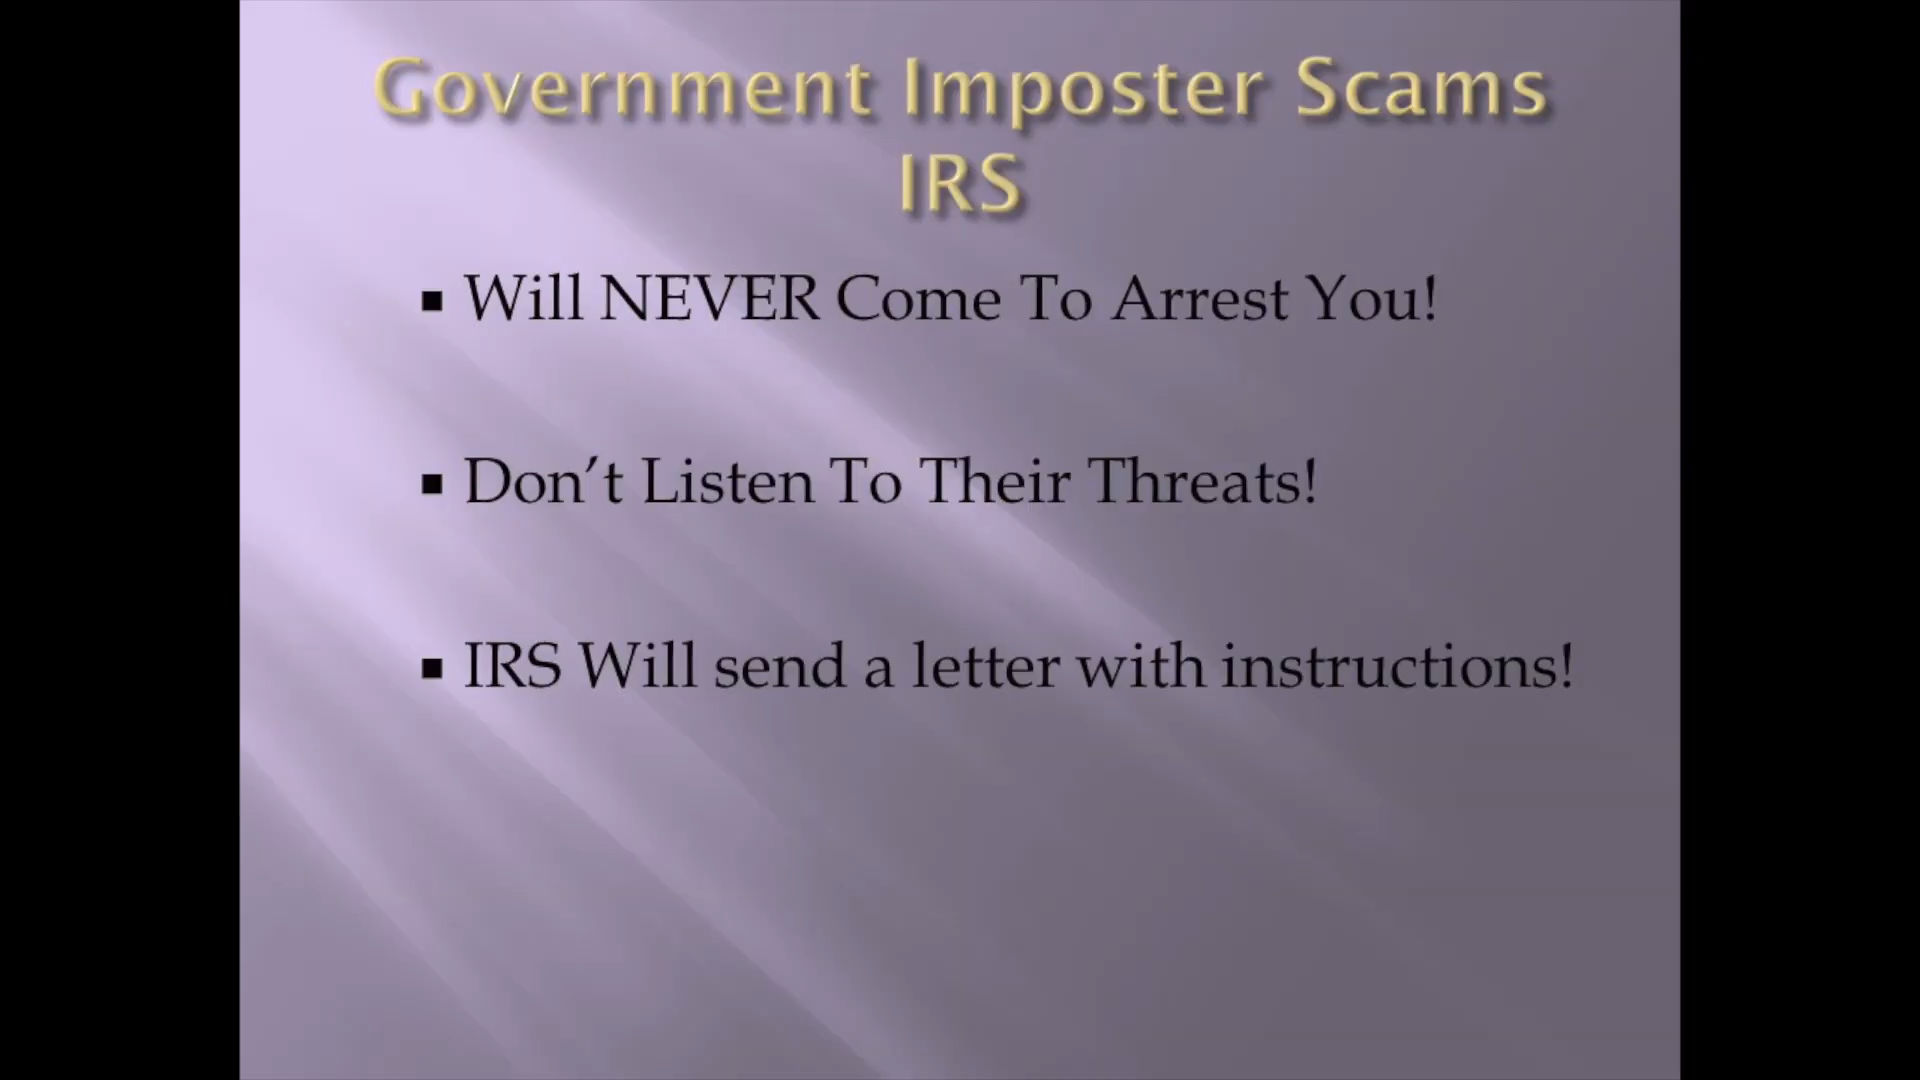 Government Imposter Scams
IRS
▪ Will NEVER Come To Arrest You!
▪ Don’t Listen To Their Threats!
▪ IRS Will send a letter with instructions!